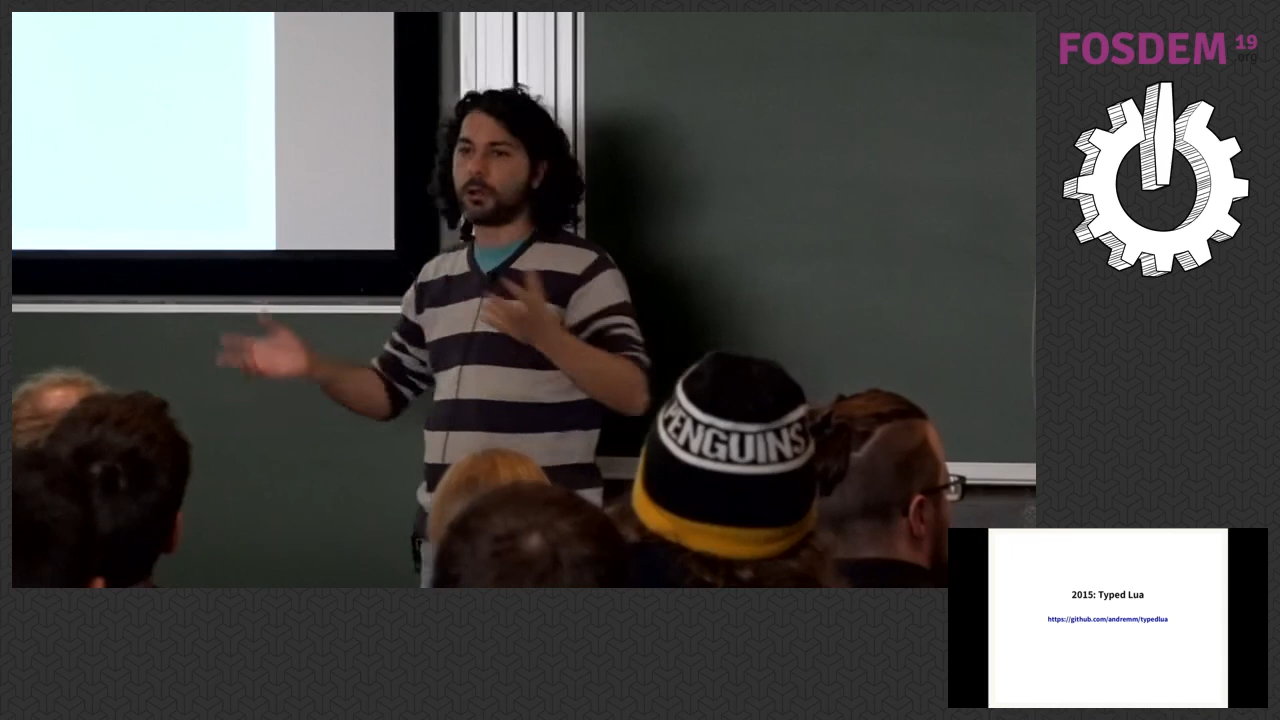 FOSDEM 19
.org
PENGUINS
2015: Typed Lua
https://github.com/andremm/typedlua